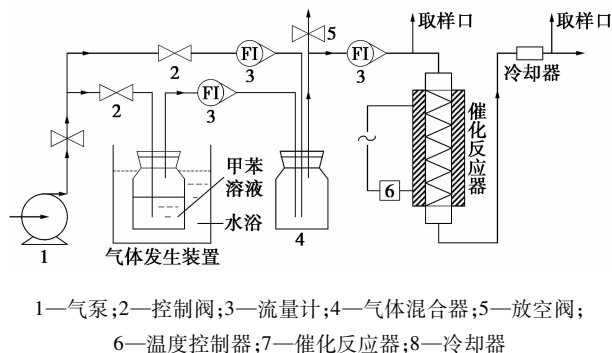 5
取样口
取样口
FI
FI
2
3
3
冷却器
FI
2
3
催化反应器
甲苯
溶液
6
水浴
1
4
气体发生装置
1—气泵;2—控制阀;3—流量计;4—气体混合器;5—放空阀;
6—温度控制器;7—催化反应器;8—冷却器